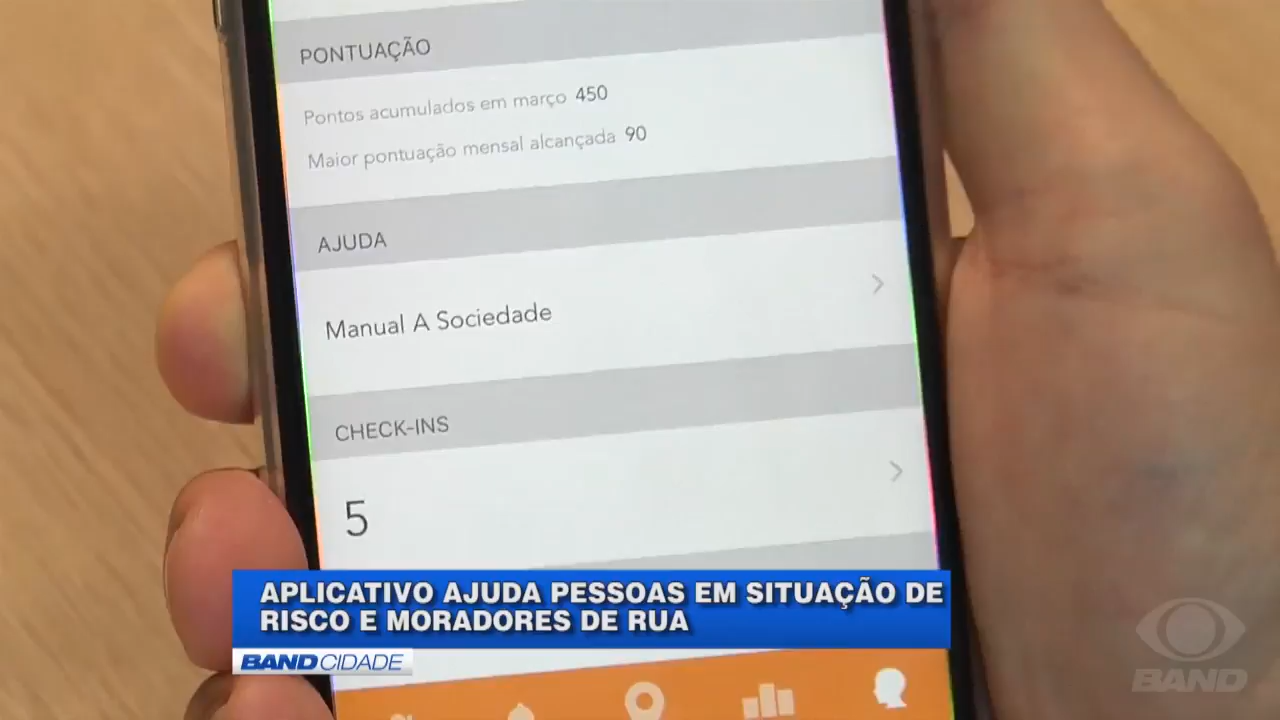 PONTUAÇÃO
Pontos acumulados em março 450
Maior pontuação mensal alcançada 90
AJUDA
Manual A Sociedade
CHECK-INS
5
APLICATIVO AJUDA PESSOAS EM SITUAÇÃO DE
RISCO E MORADORES DE RUA
BAND CIDADE
BAND